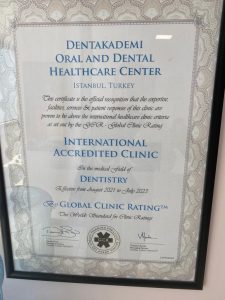 DENTAKADEMI
ORAL AND DENTAL
HEALTHCARE CENTER
ISTANBUL, TURKEY
This certificate is the official recognition that the expertise,
facilities, services & patient response of this clinic are
proven to be above the international healthcare clinic criteria
as set out by the GCR - Global Clinic Rating
INTERNATIONAL
ACCREDITED CLINIC
In the medical field of
DENTISTRY
Effective from August 2021 to July 2022
By GLOBAL CLINIC RATING™
The Worlds Standard for Clinic Ratings